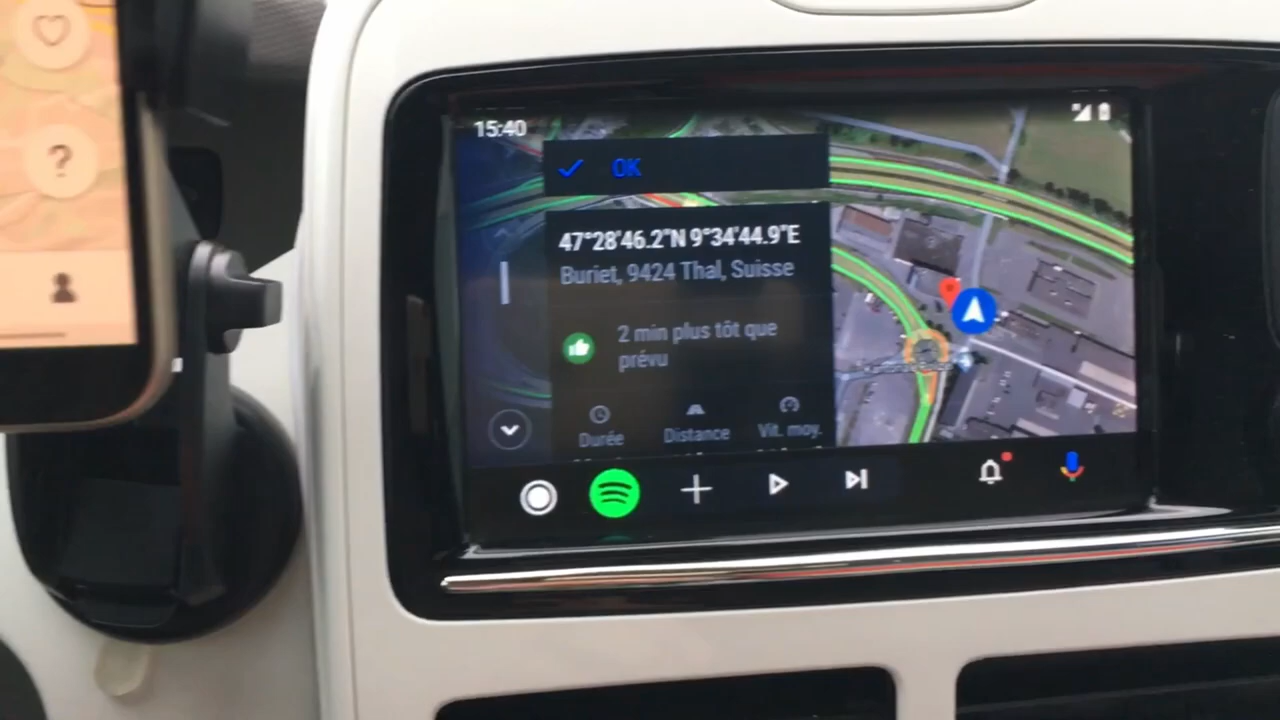 ?
15:40
OK
47°28'46.2"N 9°34'44.9"E
Buriet, 9424 Thal, Suisse
2 min plus tôt que
prévu
Durée
Distance
Vit. moy.